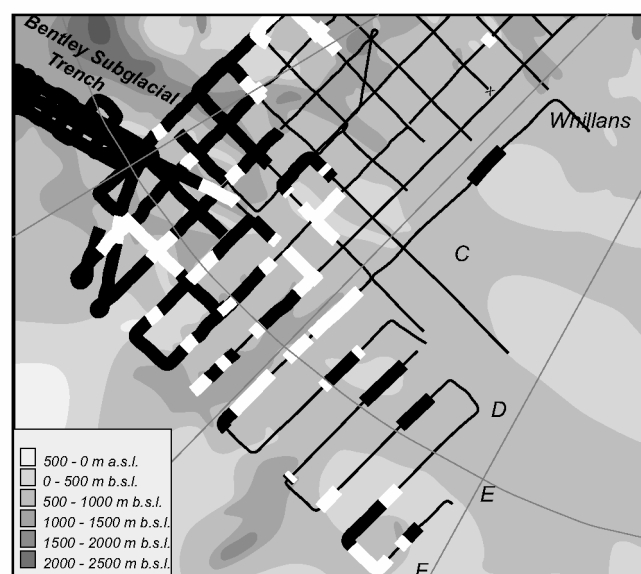 Bentley Subglacial
Trench
Whillans
C
D
E
F
500 - 0 m a.s.l.
0 - 500 m b.s.l.
500 - 1000 m b.s.l.
1000 - 1500 m b.s.l.
1500 - 2000 m b.s.l.
2000 - 2500 m b.s.l.